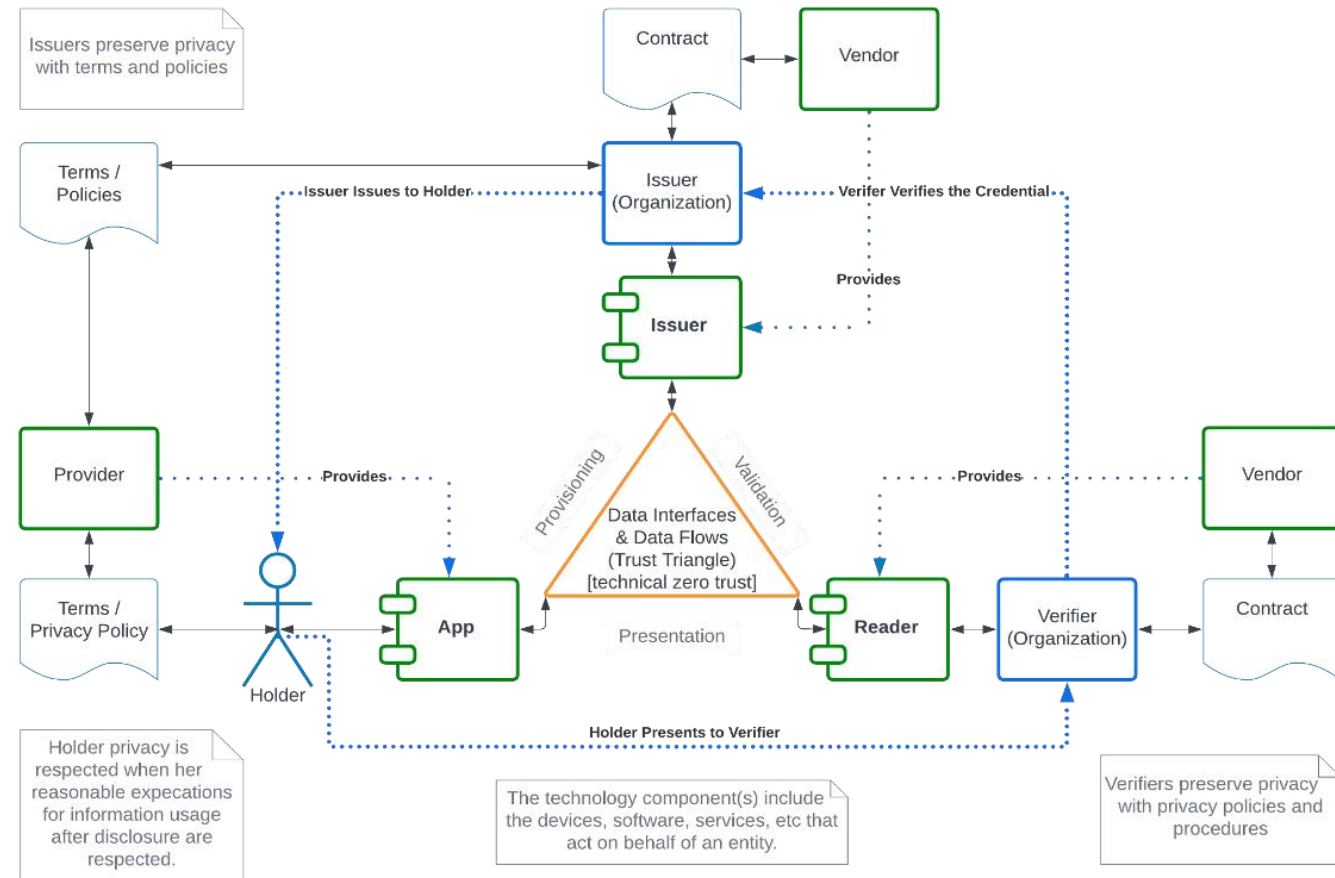 Issuers preserve privacy
with terms and policies
Contract
Vendor
Terms /
Policies
Issuer
(Organization)
Issuer Issues to Holder
Verifer Verifies the Credential
Provides
Issuer
Provider
Provides
Provisioning
Validation
Data Interfaces
& Data Flows
(Trust Triangle)
[technical zero trust]
Provides
Vendor
Terms /
Privacy Policy
Holder
App
Presentation
Reader
Verifier
(Organization)
Contract
Holder Presents to Verifier
Holder privacy is
respected when her
reasonable expecations
for information usage
after disclosure are
respected.
The technology component(s) include
the devices, software, services, etc that
act on behalf of an entity.
Verifiers preserve privacy
with privacy policies and
procedures